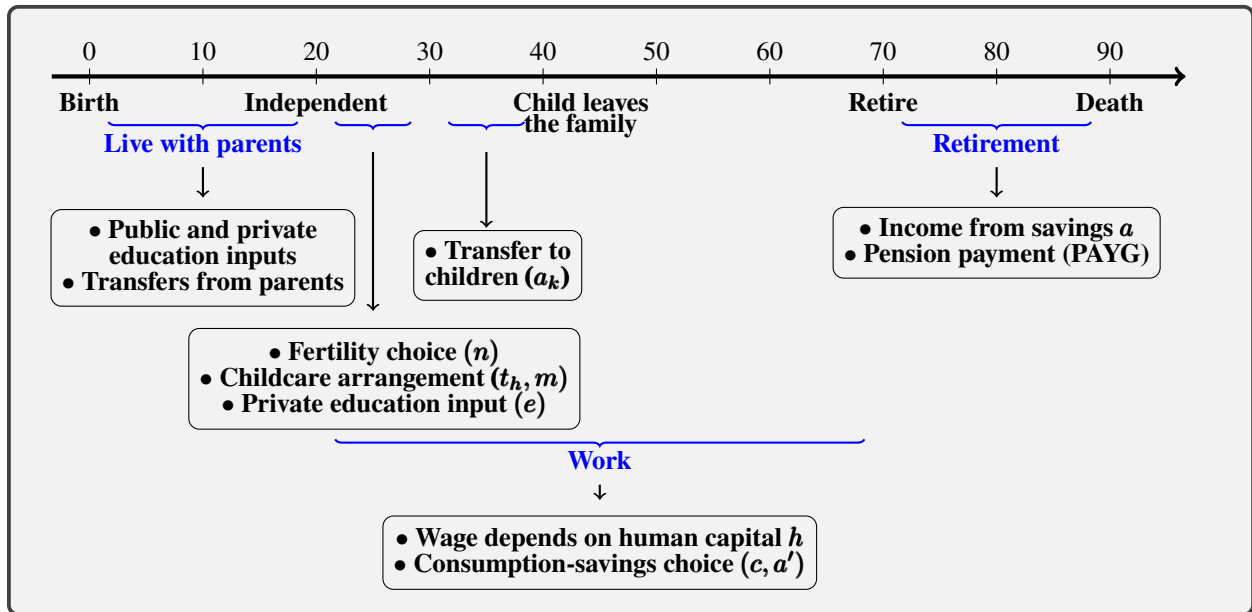 0 10 20 30 40 50 60 70 80 90
Birth Independent Child leaves the family Retire Death
Live with parents
Retirement
• Public and private
education inputs
• Transfers from parents
• Transfer to
children (a_k)
• Income from savings a
• Pension payment (PAYG)
• Fertility choice (n)
• Childcare arrangement (t_h, m)
• Private education input (e)
Work
• Wage depends on human capital h
• Consumption-savings choice (c, a′)